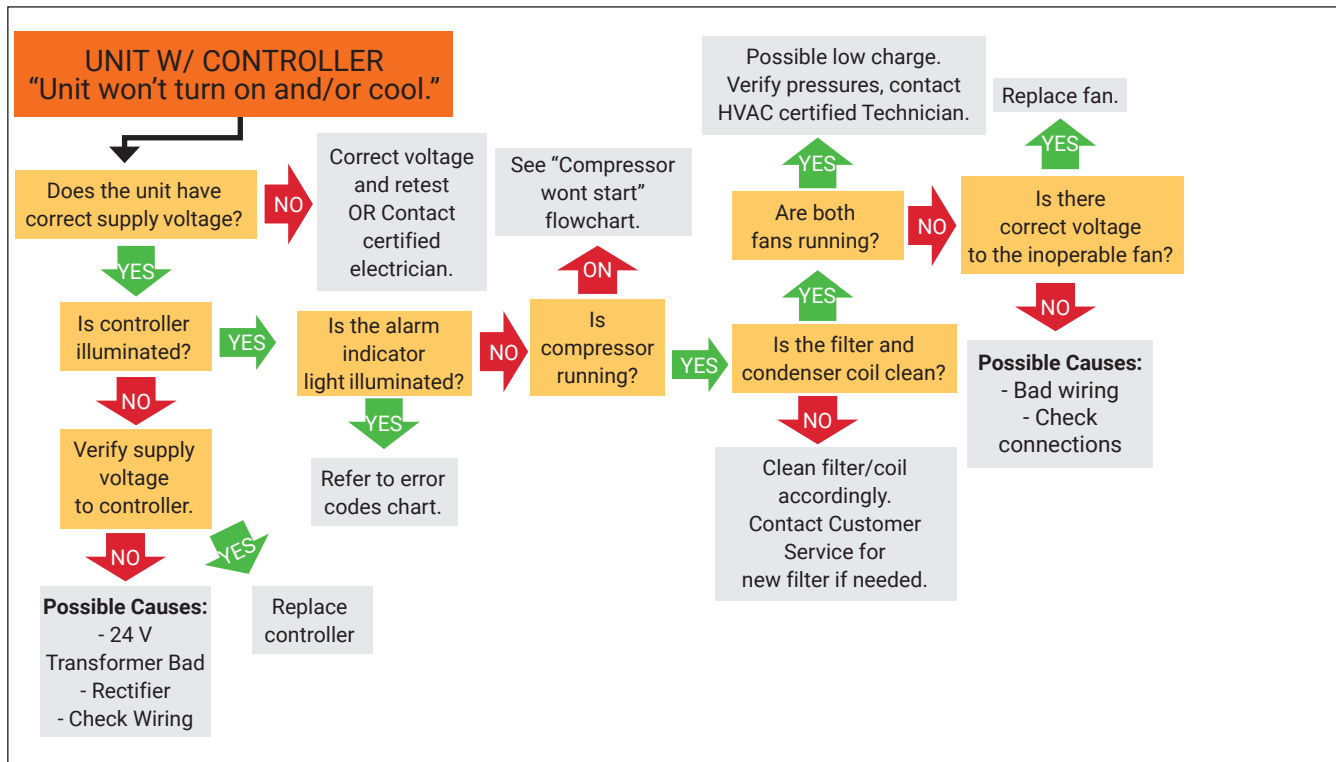 UNIT W/ CONTROLLER
“Unit won’t turn on and/or cool.”
Does the unit have
correct supply voltage?
NO
Correct voltage
and retest
OR Contact
certified
electrician.
YES
Is controller
illuminated?
YES
Is the alarm
indicator
light illuminated?
NO
Is
compressor
running?
ON
See “Compressor
wont start”
flowchart.
YES
Is the filter and
condenser coil clean?
YES
Are both
fans running?
YES
Possible low charge.
Verify pressures, contact
HVAC certified Technician.
NO
Is there
correct voltage
to the inoperable fan?
YES
Replace fan.
NO
Possible Causes:
- Bad wiring
- Check
connections
NO
Clean filter/coil
accordingly.
Contact Customer
Service for
new filter if needed.
YES
Refer to error
codes chart.
NO
Verify supply
voltage
to controller.
NO
Possible Causes:
- 24 V
Transformer Bad
- Rectifier
- Check Wiring
YES
Replace
controller